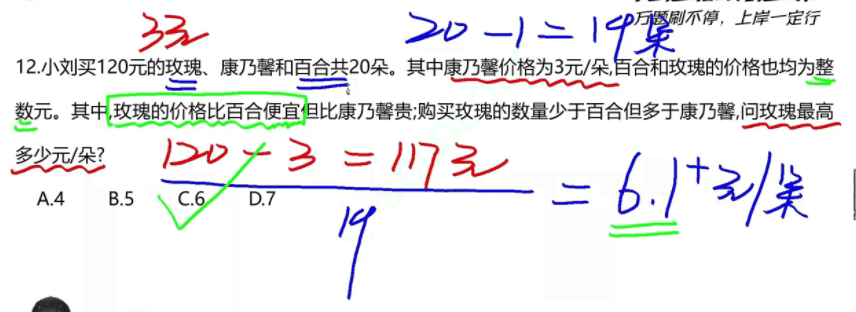 万题刷不停，上岸一定行
3元
20-1=19朵
12.小刘买120元的玫瑰、康乃馨和百合共20朵。其中康乃馨价格为3元/朵,百合和玫瑰的价格也均为整
数元。其中,玫瑰的价格比百合便宜但比康乃馨贵;购买玫瑰的数量少于百合但多于康乃馨,问玫瑰最高
多少元/朵?
120-3=117元
19
=6.1+元/朵
A.4 B.5 C.6 D.7